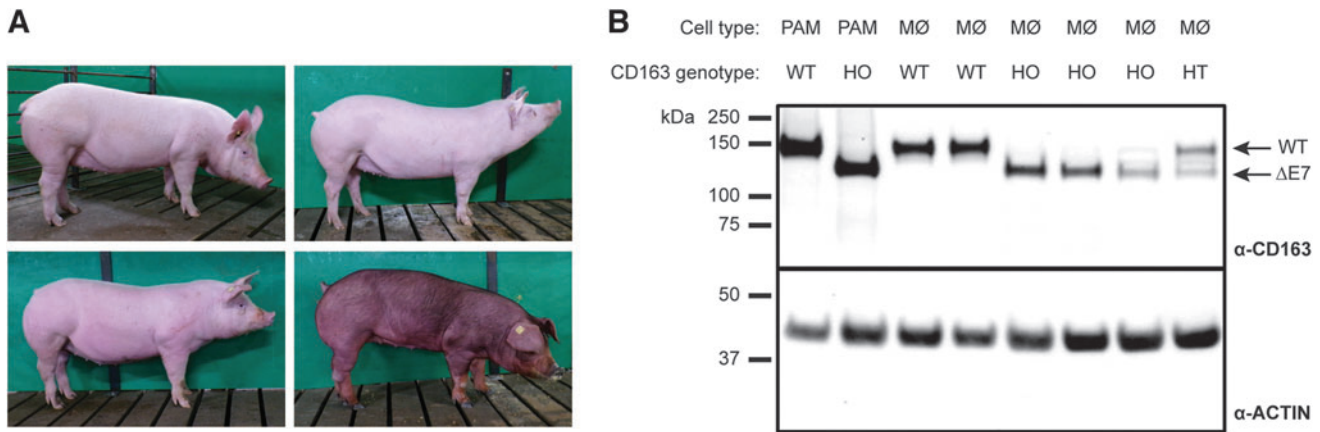 A
B
Cell type: PAM PAM MØ MØ MØ MØ MØ MØ
CD163 genotype: WT HO WT WT HO HO HO HT
kDa
250
150
100
75
WT
ΔE7
α-CD163
50
37
α-ACTIN